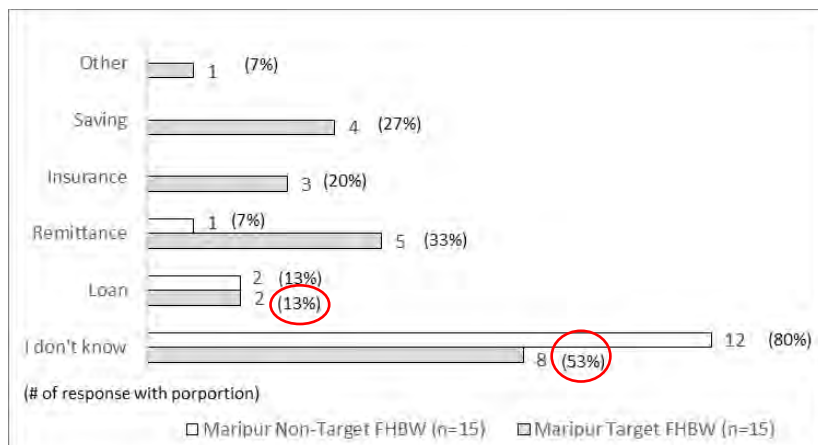 Other 1 (7%)
Saving 4 (27%)
Insurance 3 (20%)
1 (7%)
Remittance 5 (33%)
2 (13%)
Loan 2 (13%)
12 (80%)
I don't know 8 (53%)
(# of response with porportion)
Maripur Non-Target FHBW (n=15) Maripur Target FHBW (n=15)